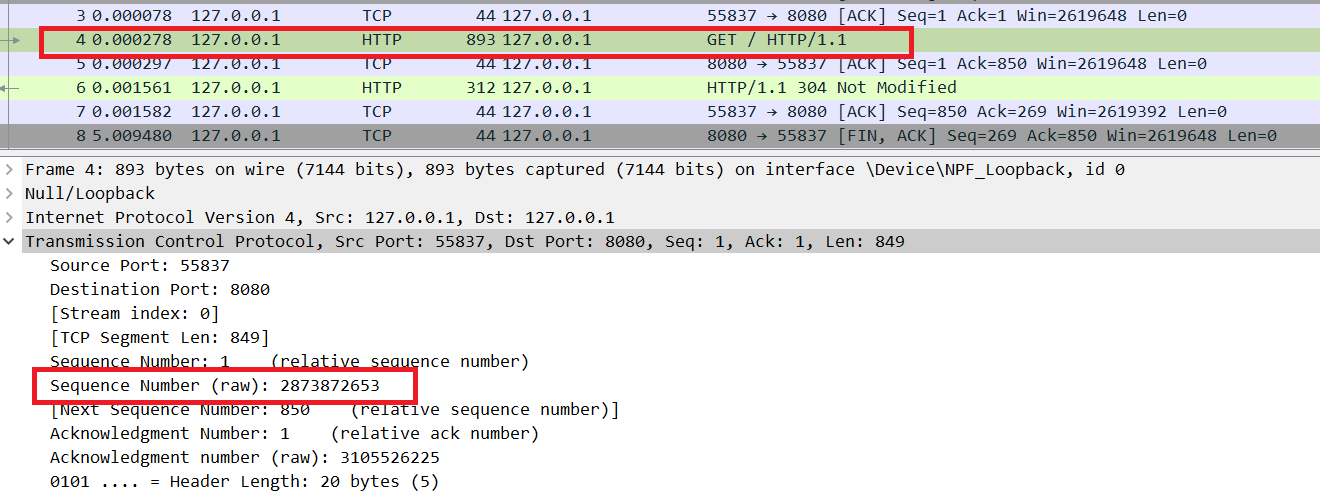 3 0.000078 127.0.0.1 TCP 44 127.0.0.1 55837 → 8080 [ACK] Seq=1 Ack=1 Win=2619648 Len=0
4 0.000278 127.0.0.1 HTTP 893 127.0.0.1 GET / HTTP/1.1
5 0.000297 127.0.0.1 TCP 44 127.0.0.1 8080 → 55837 [ACK] Seq=1 Ack=850 Win=2619648 Len=0
6 0.001561 127.0.0.1 HTTP 312 127.0.0.1 HTTP/1.1 304 Not Modified
7 0.001582 127.0.0.1 TCP 44 127.0.0.1 55837 → 8080 [ACK] Seq=850 Ack=269 Win=2619392 Len=0
8 5.009480 127.0.0.1 TCP 44 127.0.0.1 8080 → 55837 [FIN, ACK] Seq=269 Ack=850 Win=2619648 Len=0
Frame 4: 893 bytes on wire (7144 bits), 893 bytes captured (7144 bits) on interface \Device\NPF_Loopback, id 0
Null/Loopback
Internet Protocol Version 4, Src: 127.0.0.1, Dst: 127.0.0.1
Transmission Control Protocol, Src Port: 55837, Dst Port: 8080, Seq: 1, Ack: 1, Len: 849
Source Port: 55837
Destination Port: 8080
[Stream index: 0]
[TCP Segment Len: 849]
Sequence Number: 1 (relative sequence number)
Sequence Number (raw): 2873872653
[Next Sequence Number: 850 (relative sequence number)]
Acknowledgment Number: 1 (relative ack number)
Acknowledgment number (raw): 3105526225
0101 .... = Header Length: 20 bytes (5)